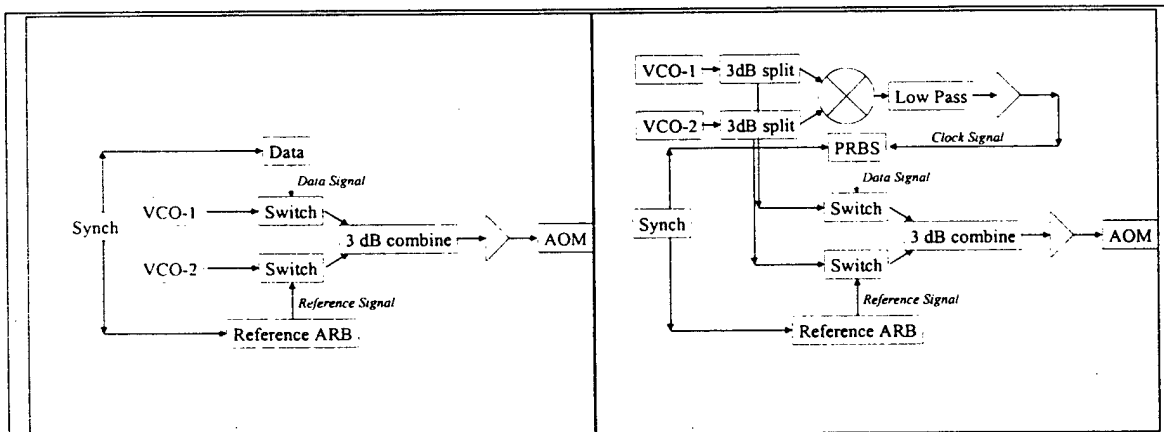 Data
Data Signal
VCO-1
Switch
Synch
3 dB combine
AOM
VCO-2
Switch
Reference Signal
Reference ARB
VCO-1
3dB split
Low Pass
VCO-2
3dB split
Clock Signal
PRBS
Data Signal
Switch
Synch
3 dB combine
AOM
Switch
Reference Signal
Reference ARB